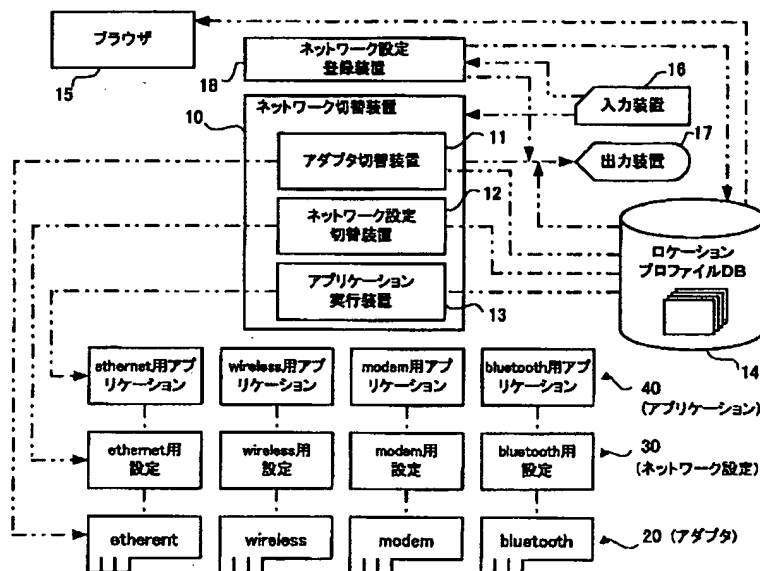 ブラウザ
15
ネットワーク設定
登録装置
18
16
入力装置
10
ネットワーク切替装置
11
アダプタ切替装置
17
出力装置
12
ネットワーク設定
切替装置
アプリケーション
実行装置
13
ロケーション
プロファイルDB
14
ethernet用アプ
リケーション
wireless用アプ
リケーション
modem用アプ
リケーション
bluetooth用アプ
リケーション
40
(アプリケーション)
ethernet用
設定
wireless用
設定
modem用
設定
bluetooth用
設定
30
(ネットワーク設定)
etherent
wireless
modem
bluetooth
20 (アダプタ)